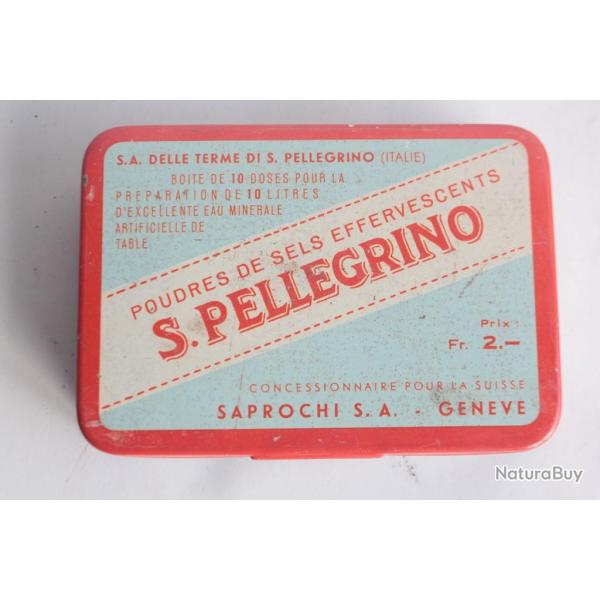 S.A. DELLE TERME DI S. PELLEGRINO (ITALIE)
BOITE DE 10 DOSES POUR LA
PREPARATION DE 10 LITRES
D'EXCELLENTE EAU MINERALE
ARTIFICIELLE DE
TABLE
POUDRES DE SELS EFFERVESCENTS
S. PELLEGRINO
Prix :
Fr. 2.–
CONCESSIONNAIRE POUR LA SUISSE
SAPROCHI S.A. - GENEVE
NaturaBuy